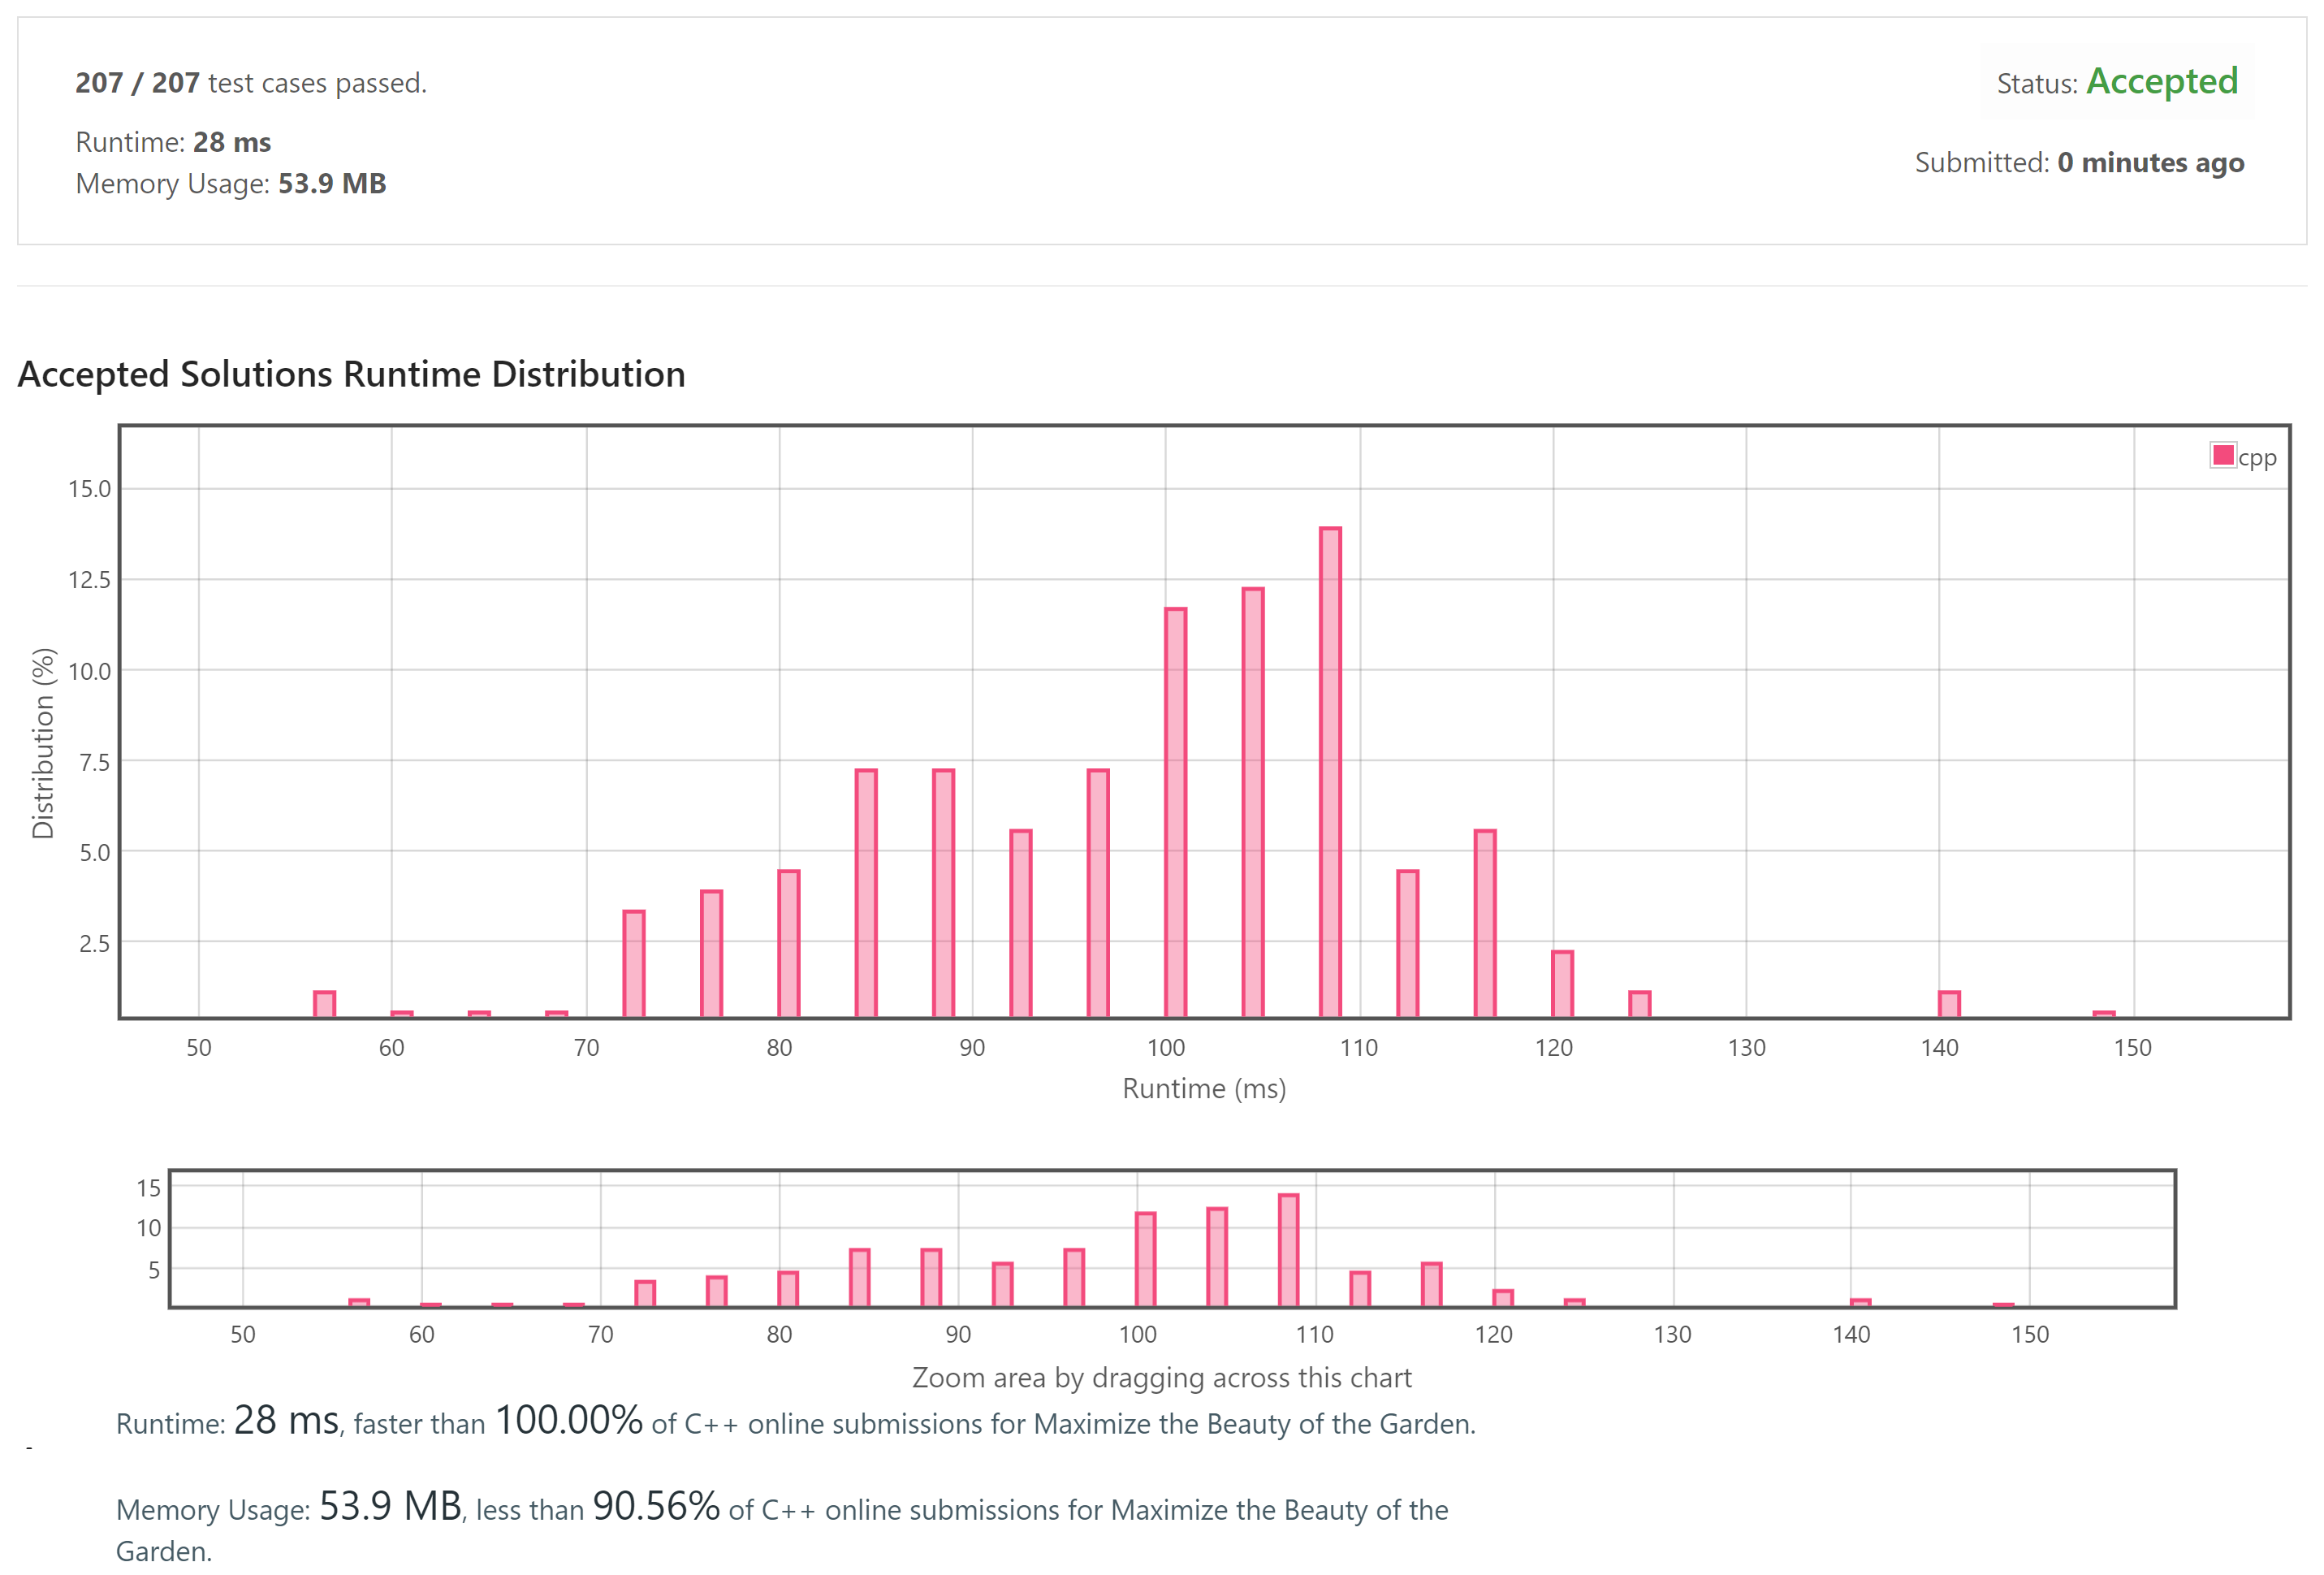 207 / 207 test cases passed.
Status: Accepted
Runtime: 28 ms
Submitted: 0 minutes ago
Memory Usage: 53.9 MB
Accepted Solutions Runtime Distribution
cpp
15.0
12.5
10.0
7.5
5.0
2.5
Distribution (%)
50 60 70 80 90 100 110 120 130 140 150
Runtime (ms)
15
10
5
50 60 70 80 90 100 110 120 130 140 150
Zoom area by dragging across this chart
Runtime: 28 ms, faster than 100.00% of C++ online submissions for Maximize the Beauty of the Garden.
-
Memory Usage: 53.9 MB, less than 90.56% of C++ online submissions for Maximize the Beauty of the
Garden.